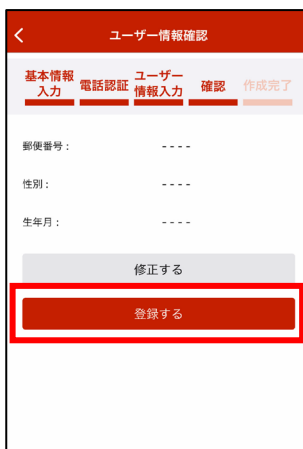 ユーザー情報確認
基本情報
入力
電話認証
ユーザー
情報入力
確認
作成完了
郵便番号： ----
性別： ----
生年月： ----
修正する
登録する